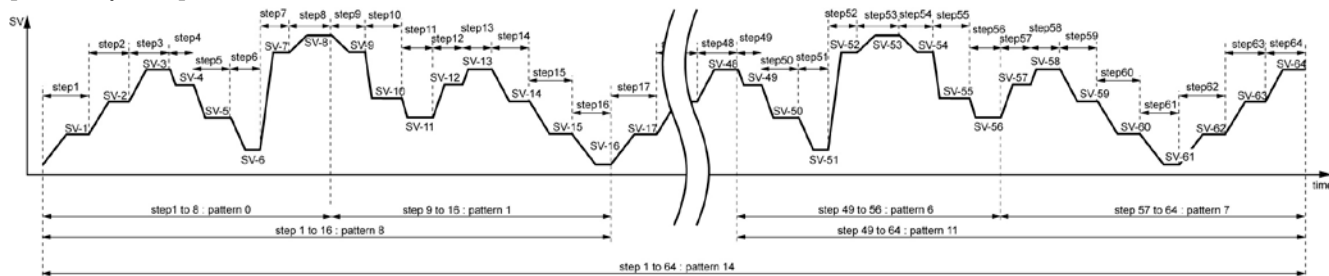 SV
step1
step2
step3
step4
step5
step6
step7
step8
step9
step10
step11
step12
step13
step14
step15
step16
step17
step48
step49
step50
step51
step52
step53
step54
step55
step56
step57
step58
step59
step60
step61
step62
step63
step64
SV-1
SV-2
SV-3
SV-4
SV-5
SV-6
SV-7
SV-8
SV-9
SV-10
SV-11
SV-12
SV-13
SV-14
SV-15
SV-16
SV-17
SV-48
SV-49
SV-50
SV-51
SV-52
SV-53
SV-54
SV-55
SV-56
SV-57
SV-58
SV-59
SV-60
SV-61
SV-62
SV-63
SV-64
time
step1 to 8 : pattern 0
step 9 to 16 : pattern 1
step 49 to 56 : pattern 6
step 57 to 64 : pattern 7
step 1 to 16 : pattern 8
step 49 to 64 : pattern 11
step 1 to 64 : pattern 14